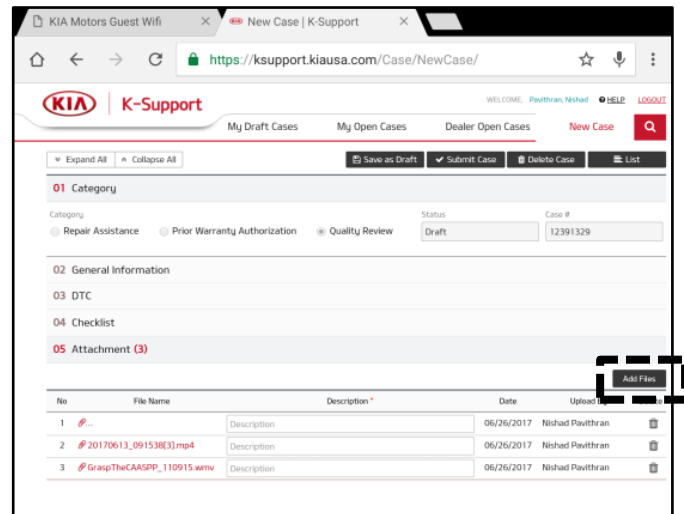 KIA Motors Guest Wifi
New Case | K-Support
https://ksupport.kiausa.com/Case/NewCase/
KIA K-Support
WELCOME, Pavithran, Nishad HELP LOGOUT
My Draft Cases My Open Cases Dealer Open Cases New Case
Expand All Collapse All Save as Draft Submit Case Delete Case List
01 Category
Category Status Case #
Repair Assistance Prior Warranty Authorization Quality Review Draft 12391329
02 General Information
03 DTC
04 Checklist
05 Attachment (3)
Add Files
No File Name Description * Date
1 ... Description 06/26/2017 Nishad Pavithran
2 20170613_091538[3].mp4 Description 06/26/2017 Nishad Pavithran
3 GraspTheCAASPP_110915.wmv Description 06/26/2017 Nishad Pavithran